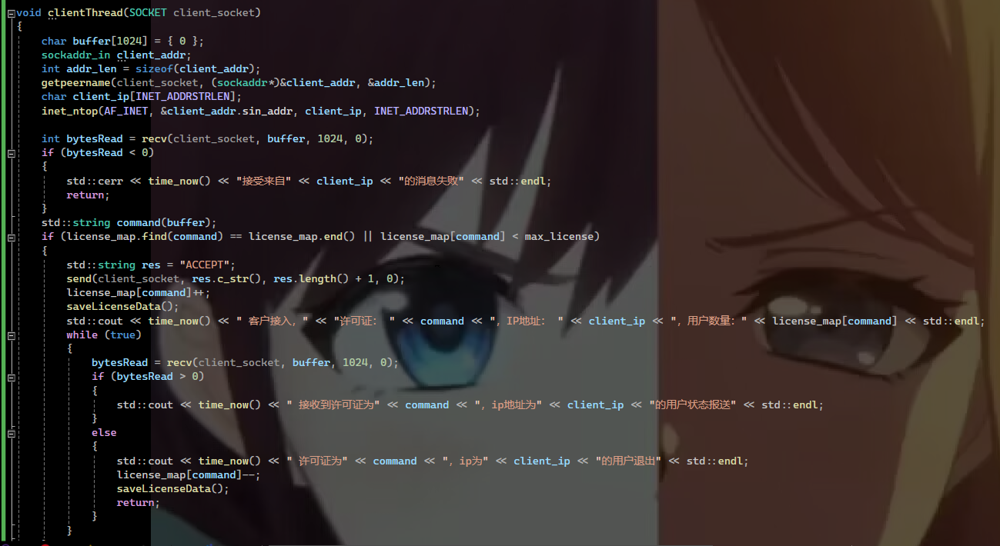 void clientThread(SOCKET client_socket)
{
    char buffer[1024] = { 0 };
    sockaddr_in client_addr;
    int addr_len = sizeof(client_addr);
    getpeername(client_socket, (sockaddr*)&client_addr, &addr_len);
    char client_ip[INET_ADDRSTRLEN];
    inet_ntop(AF_INET, &client_addr.sin_addr, client_ip, INET_ADDRSTRLEN);

    int bytesRead = recv(client_socket, buffer, 1024, 0);
    if (bytesRead < 0)
    {
        std::cerr << time_now() << "接受来自" << client_ip << "的消息失败" << std::endl;
        return;
    }
    std::string command(buffer);
    if (license_map.find(command) == license_map.end() || license_map[command] < max_license)
    {
        std::string res = "ACCEPT";
        send(client_socket, res.c_str(), res.length() + 1, 0);
        license_map[command]++;
        saveLicenseData();
        std::cout << time_now() << " 客户接入，" << "许可证： " << command << "，IP地址： " << client_ip << "，用户数量：" << license_map[command] << std::endl;
        while (true)
        {
            bytesRead = recv(client_socket, buffer, 1024, 0);
            if (bytesRead > 0)
            {
                std::cout << time_now() << " 接收到许可证为" << command << "，ip地址为" << client_ip << "的用户状态报送" << std::endl;
            }
            else
            {
                std::cout << time_now() << " 许可证为" << command << "，ip为" << client_ip << "的用户退出" << std::endl;
                license_map[command]--;
                saveLicenseData();
                return;
            }
        }